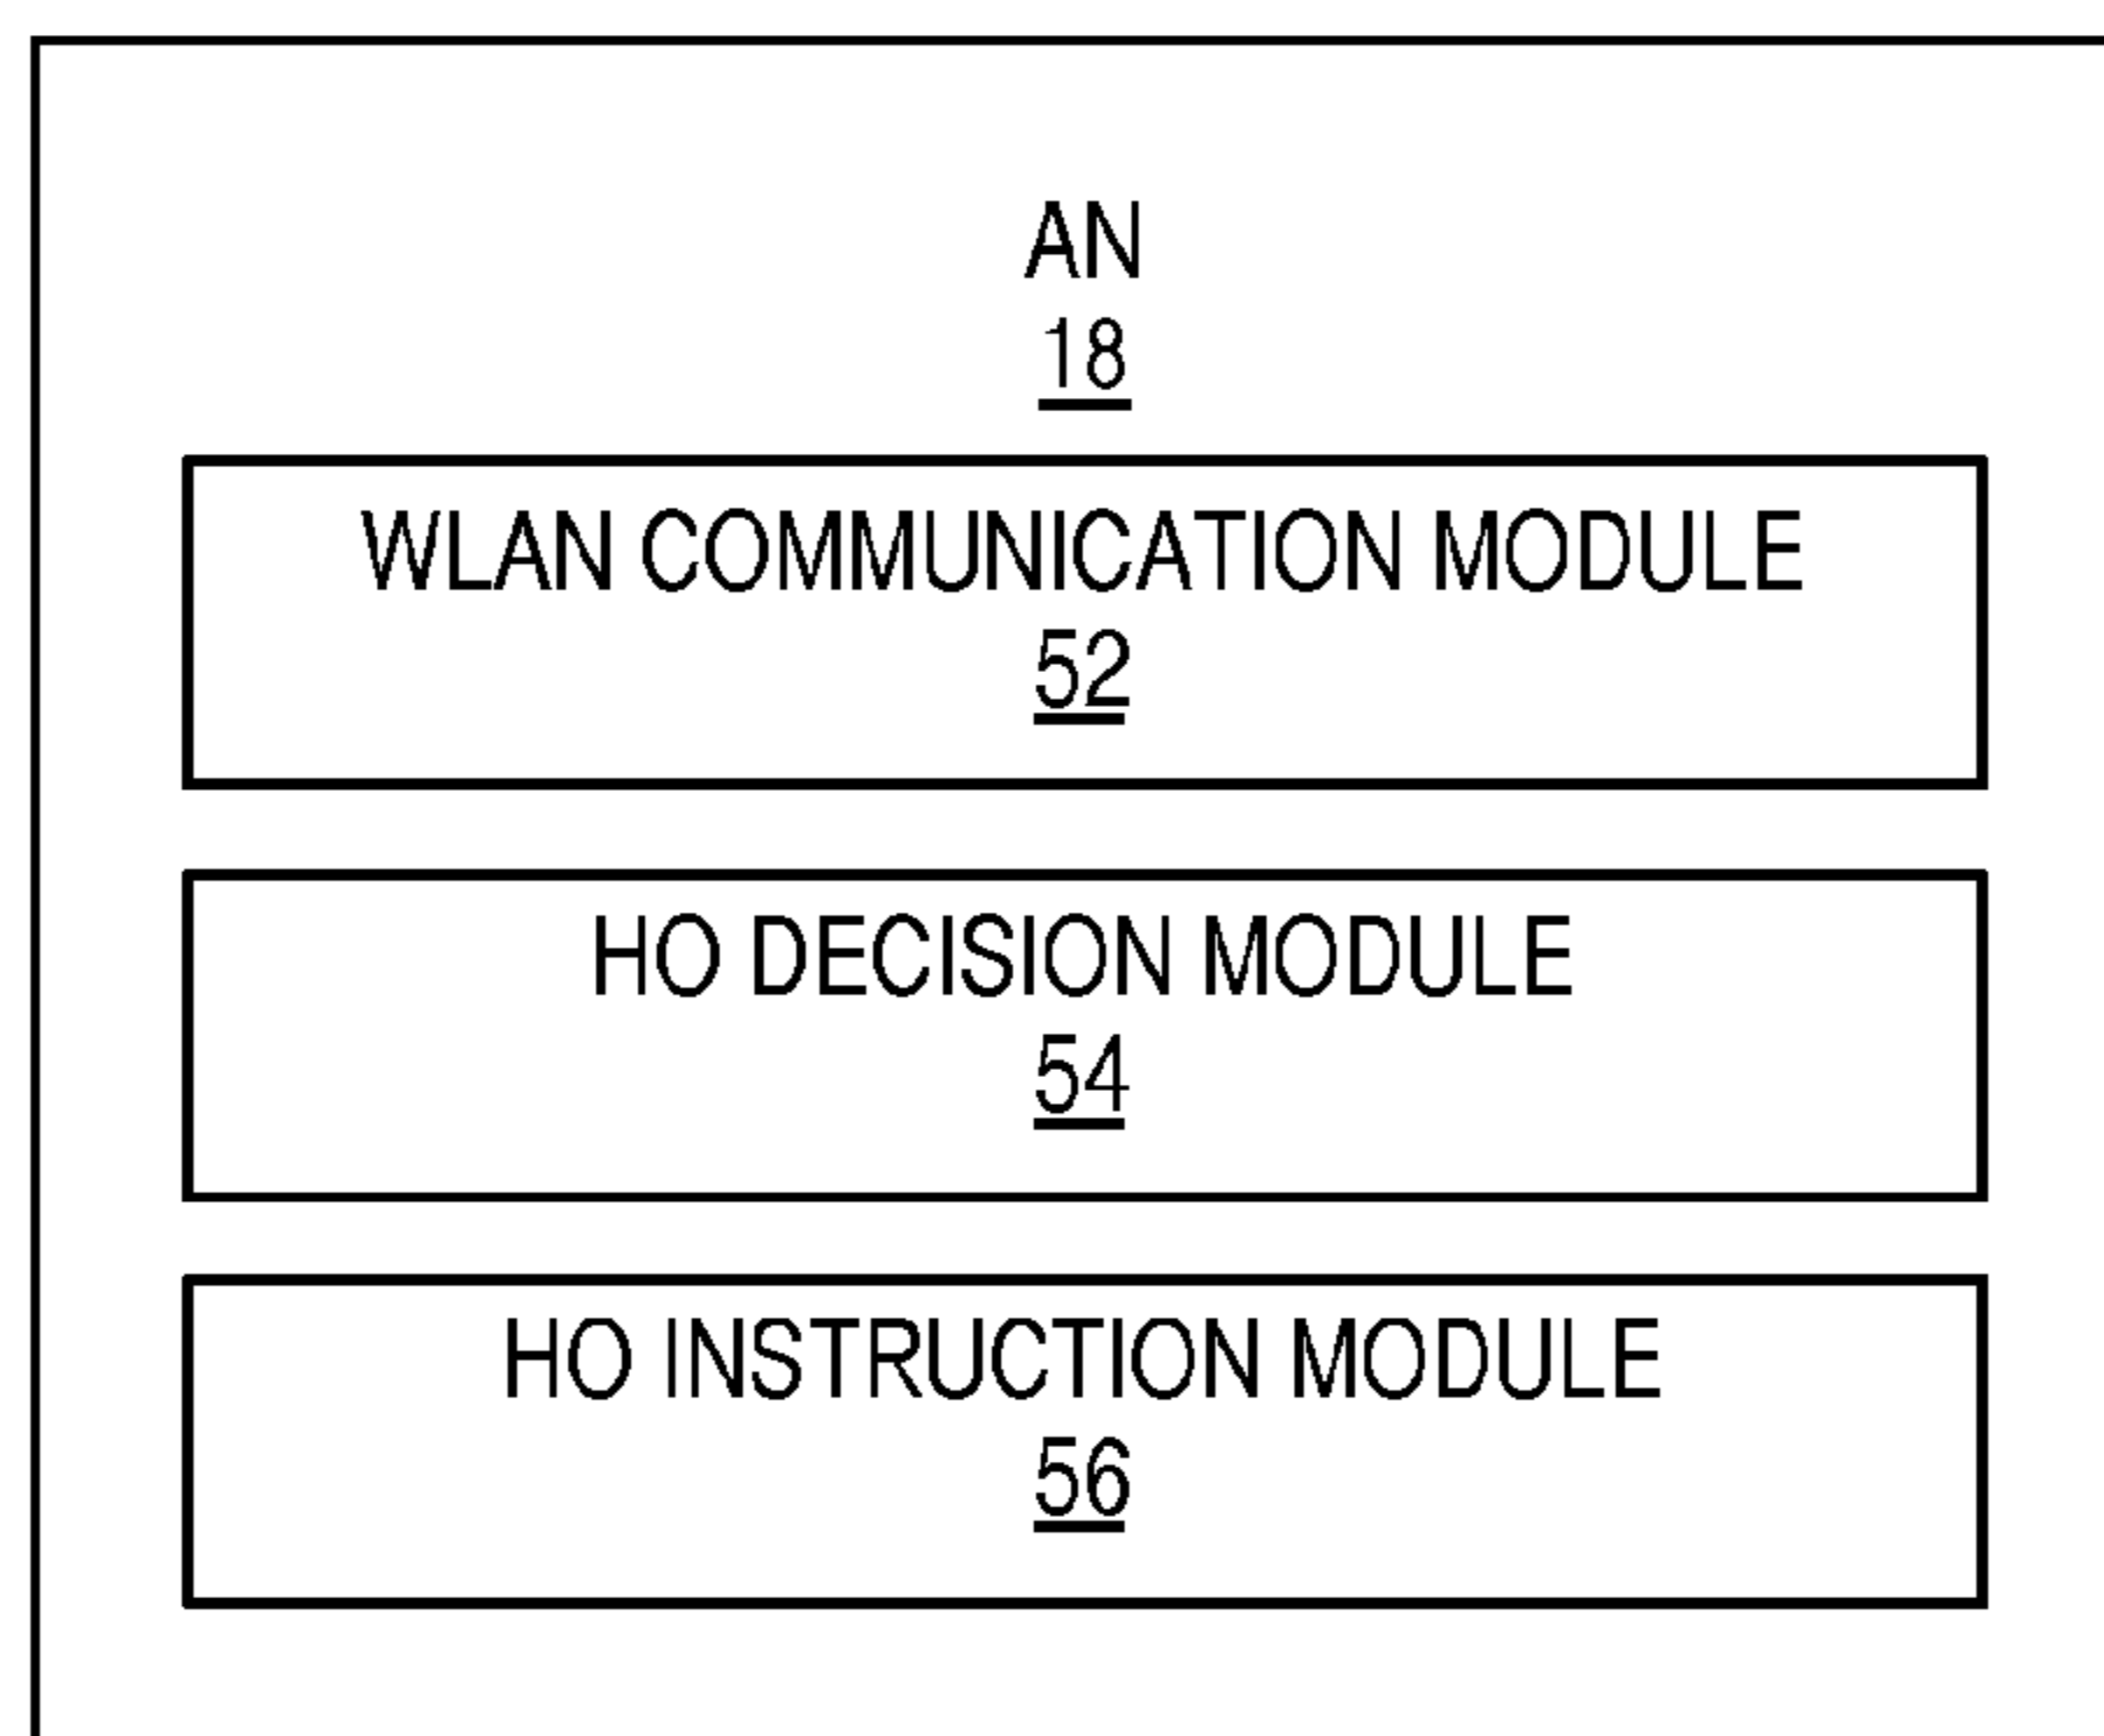 AN
18
WLAN COMMUNICATION MODULE
52
HO DECISION MODULE
54
HO INSTRUCTION MODULE
56